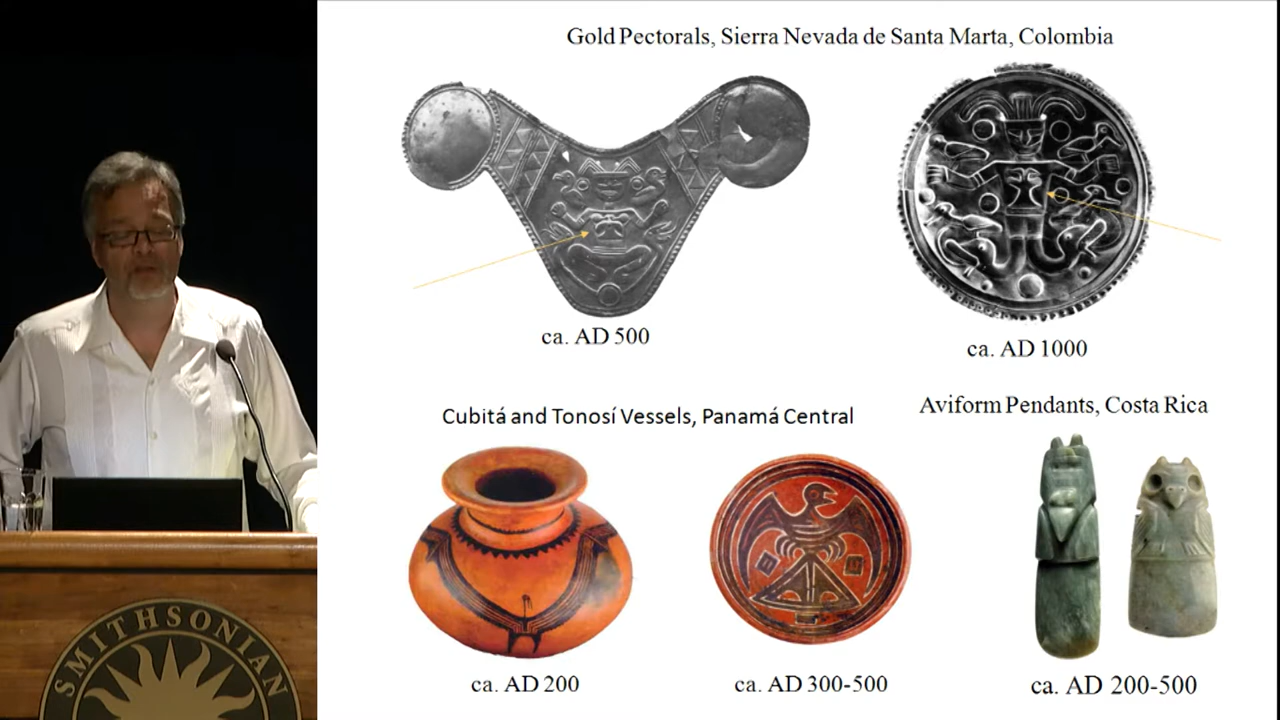 Gold Pectorals, Sierra Nevada de Santa Marta, Colombia
ca. AD 500
ca. AD 1000
Cubitá and Tonosí Vessels, Panamá Central
Aviform Pendants, Costa Rica
ca. AD 200
ca. AD 300-500
ca. AD 200-500
SMITHSONIAN